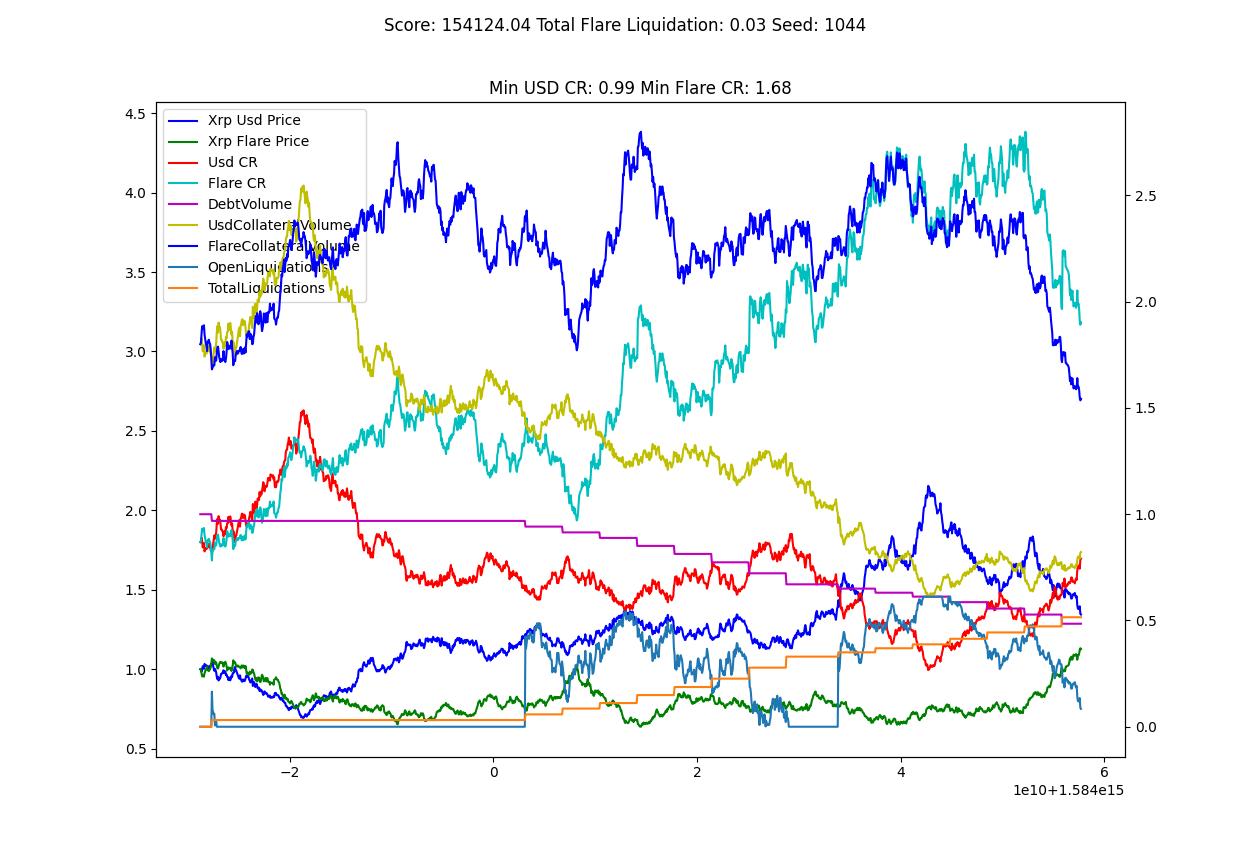 Score: 154124.04 Total Flare Liquidation: 0.03 Seed: 1044
Min USD CR: 0.99 Min Flare CR: 1.68
Xrp Usd Price
Xrp Flare Price
Usd CR
Flare CR
DebtVolume
UsdCollateralVolume
FlareCollateralVolume
OpenLiquidations
TotalLiquidations
4.5
4.0
3.5
3.0
2.5
2.0
1.5
1.0
0.5
2.5
2.0
1.5
1.0
0.5
0.0
−2
0
2
4
6
1e10+1.584e15